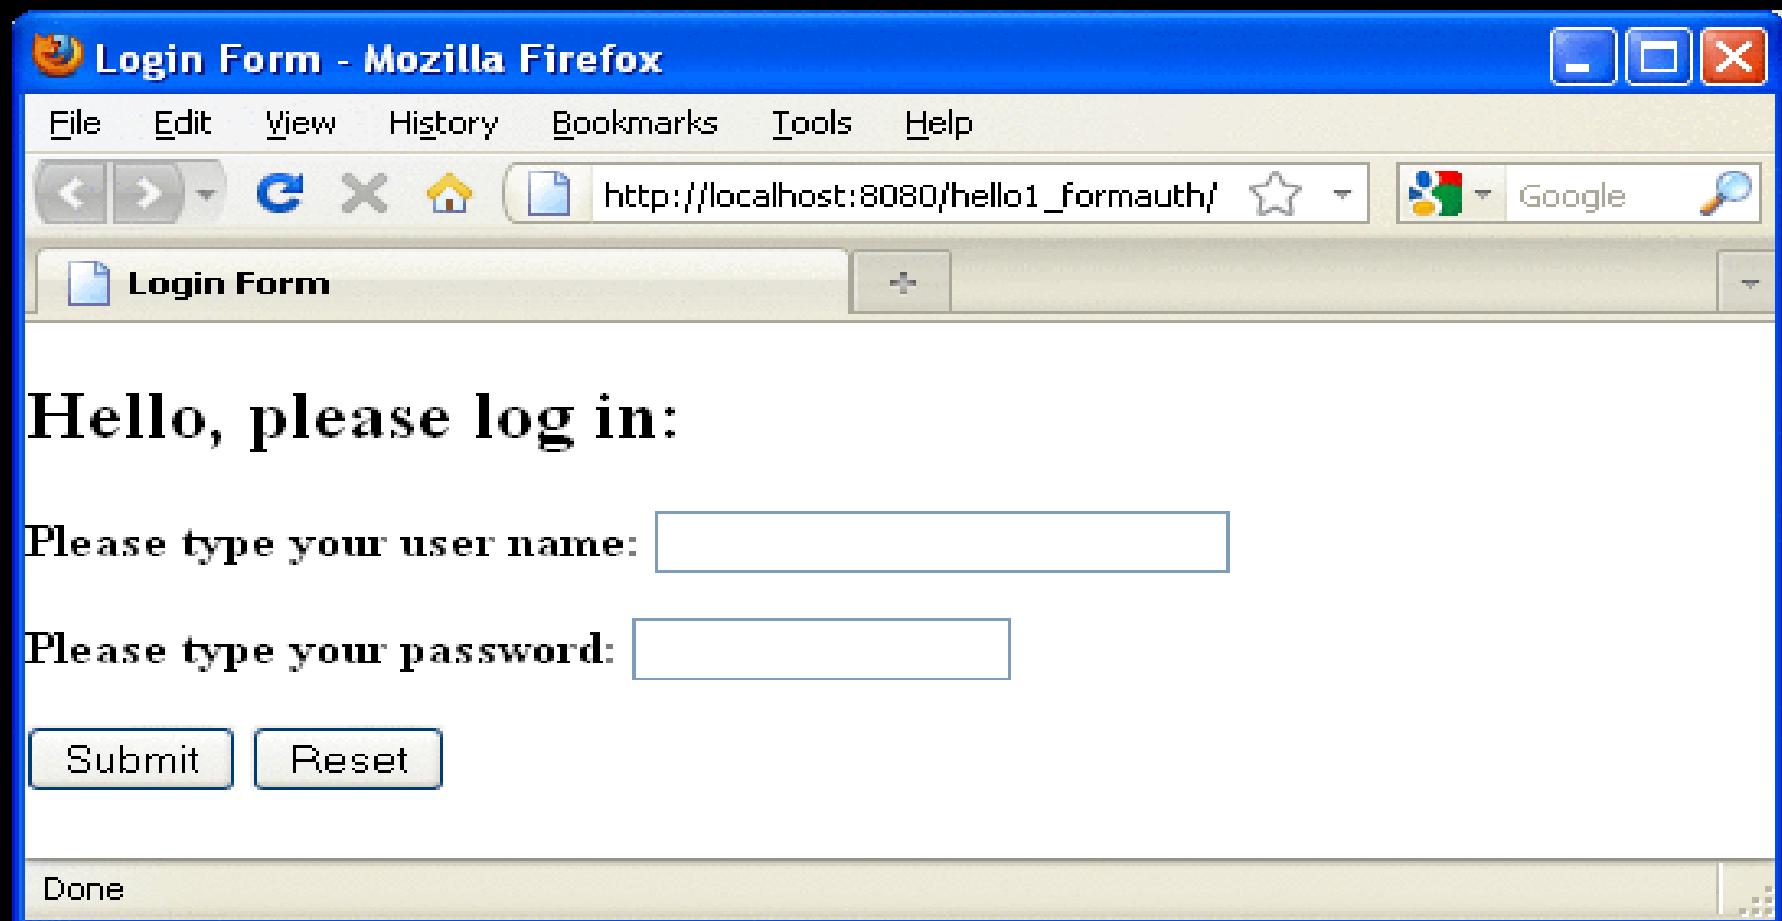 Login Form - Mozilla Firefox
File Edit View History Bookmarks Tools Help
http://localhost:8080/hello1_formauth/ Google
Login Form
Hello, please log in:
Please type your user name:
Please type your password:
Submit Reset
Done